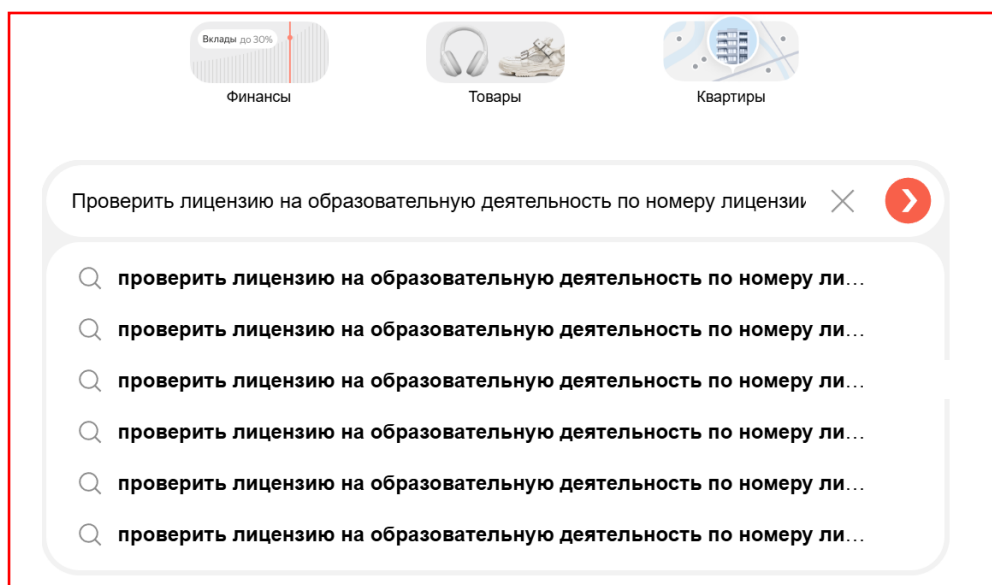 Вклады до 30%
Финансы
Товары
Квартиры
Проверить лицензию на образовательную деятельность по номеру лицензии
проверить лицензию на образовательную деятельность по номеру ли...
проверить лицензию на образовательную деятельность по номеру ли...
проверить лицензию на образовательную деятельность по номеру ли...
проверить лицензию на образовательную деятельность по номеру ли...
проверить лицензию на образовательную деятельность по номеру ли...
проверить лицензию на образовательную деятельность по номеру ли...